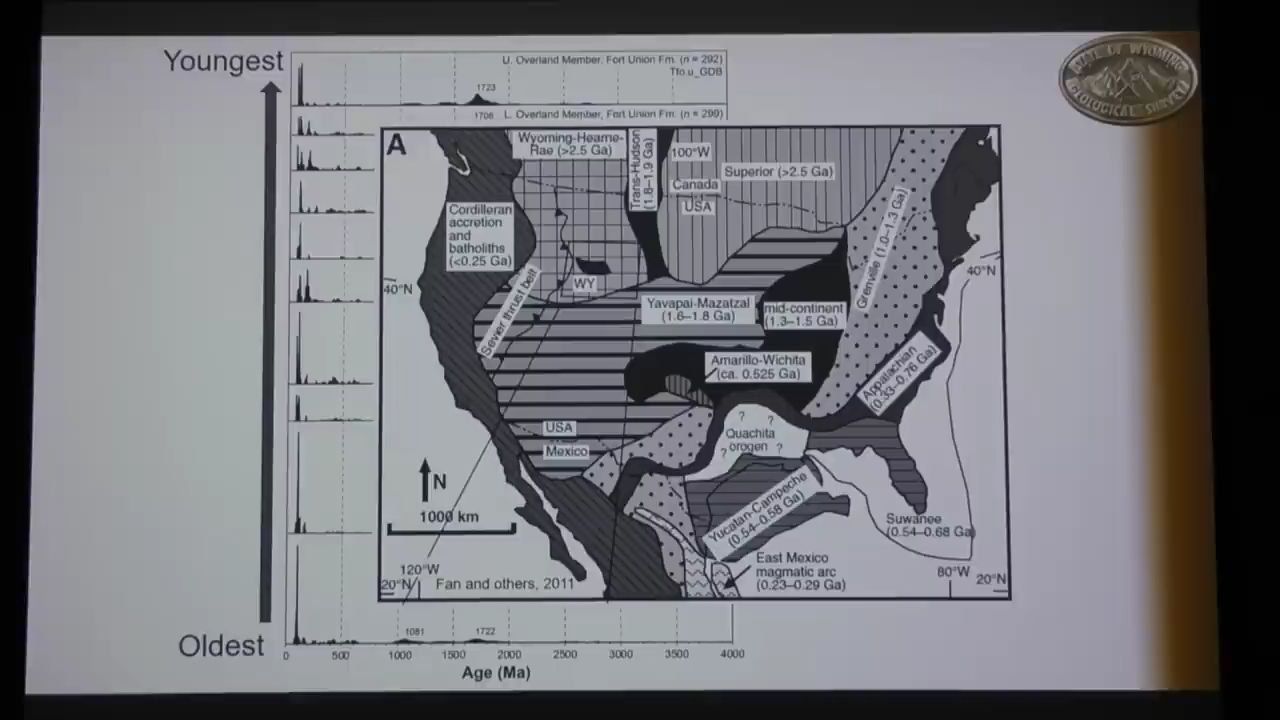 Youngest
U. Overland Member, Fort Union Fm. (n = 292)
Tfo.u_GDB
1723
1706
L. Overland Member, Fort Union Fm. (n = 299)
STATE OF WYOMING
GEOLOGICAL SURVEY
A
Wyoming-Hearne-
Rae (>2.5 Ga)
Trans-Hudson
(1.8–1.9 Ga)
100°W
Superior (>2.5 Ga)
Canada
USA
Cordilleran
accretion
and
batholiths
(<0.25 Ga)
Grenville (1.0–1.3 Ga)
40°N
WY
40°N
Sevier thrust belt
Yavapai-Mazatzal
(1.6–1.8 Ga)
mid-continent
(1.3–1.5 Ga)
Amarillo-Wichita
(ca. 0.525 Ga)
Appalachian
(0.33–0.76 Ga)
? ?
Ouachita
orogen
? ?
USA
Mexico
N
1000 km
Yucatan-Campeche
(0.54–0.58 Ga)
Suwanee
(0.54–0.68 Ga)
East Mexico
magmatic arc
(0.23–0.29 Ga)
120°W
20°N
Fan and others, 2011
80°W
20°N
Oldest
1081
1722
0 500 1000 1500 2000 2500 3000 3500 4000
Age (Ma)